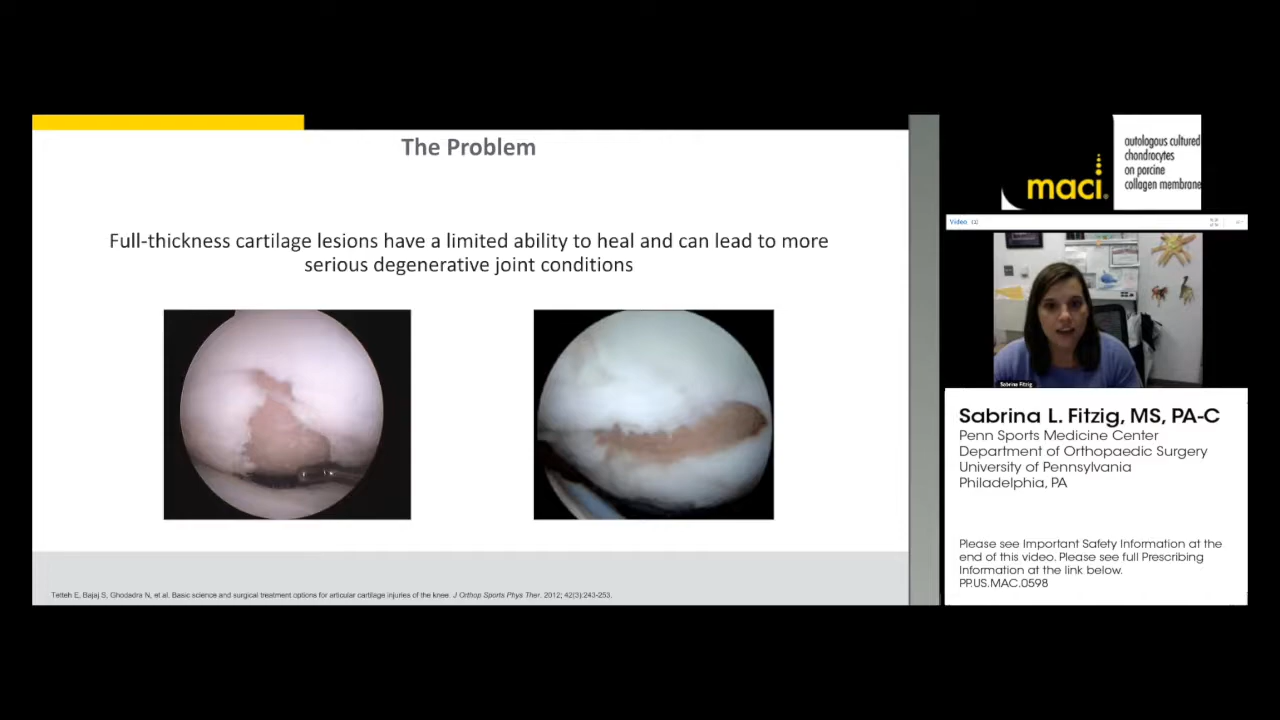 The Problem
Full-thickness cartilage lesions have a limited ability to heal and can lead to more
serious degenerative joint conditions
Tetteh E, Bajaj S, Ghodadra N, et al. Basic science and surgical treatment options for articular cartilage injuries of the knee. J Orthop Sports Phys Ther. 2012; 42(3):243-253.
maci®
autologous cultured
chondrocytes
on porcine
collagen membrane
Video
Sabrina Fitzig
Sabrina L. Fitzig, MS, PA-C
Penn Sports Medicine Center
Department of Orthopaedic Surgery
University of Pennsylvania
Philadelphia, PA
Please see Important Safety Information at the
end of this video. Please see full Prescribing
Information at the link below.
PP.US.MAC.0598